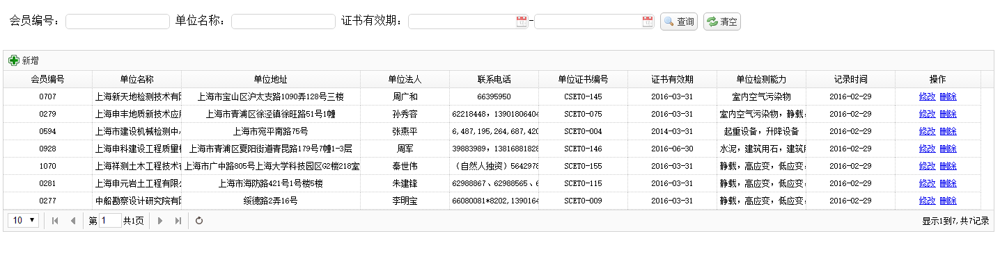 会员编号： 单位名称： 证书有效期： - 查询 清空
新增
会员编号 单位名称 单位地址 单位法人 联系电话 单位证书编号 证书有效期 单位检测能力 记录时间 操作
0707 上海新天地检测技术有 上海市宝山区沪太支路1090弄128号三楼 周广和 66395950 CSETO-145 2016-03-31 室内空气污染物 2016-02-29 修改 删除
0279 上海申丰地质新技术应 上海市青浦区徐泾镇徐旺路51号1幢 孙秀容 62218448，13901806404 SCETO-075 2016-03-31 室内空气污染物，静载， 2016-02-29 修改 删除
0594 上海市建设机械检测中 上海市宛平南路75号 张燕平 6,487,195,264,687,420 SCETO-004 2014-03-31 起重设备，升降设备 2016-02-29 修改 删除
0928 上海申科建设工程质量 上海市青浦区夏阳街道青昆路179号7幢1-3层 周军 39883989，13816881828 SCETO-146 2016-06-30 水泥，建筑用石，建筑 2016-02-29 修改 删除
1070 上海祥测土木工程技术 上海市广中路805号上海大学科技园区G2楼218室 秦世伟 （自然人独资）5642978 SCETO-155 2016-03-31 静载，高应变，低应变， 2016-02-29 修改 删除
0281 上海申元岩土工程有限 上海市海防路421号1号楼5楼 朱建锋 62988867、62988565、6 SCETO-115 2016-03-31 静载，高应变，低应变， 2016-02-29 修改 删除
0277 中船勘察设计研究院有 绥德路2弄16号 李明宝 66080081*8202,1390164 SCETO-009 2016-03-31 静载，高应变，低应变， 2016-02-29 修改 删除
10 第 1 共1页 显示1到7,共7记录